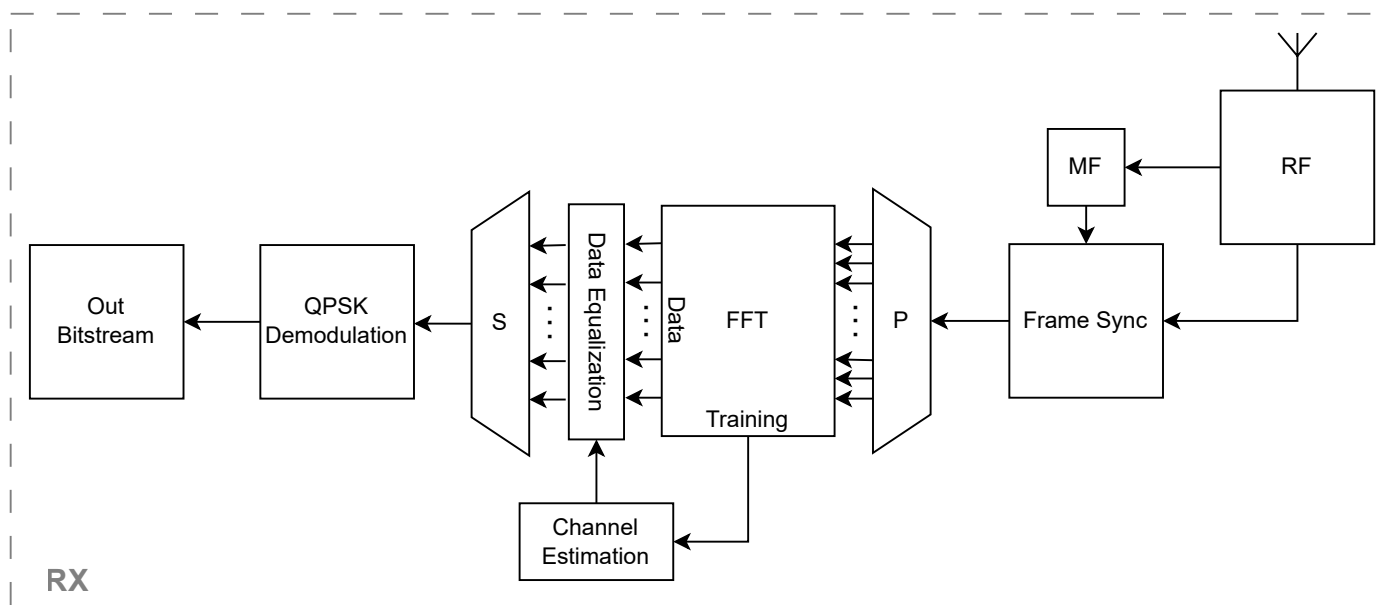 RF
MF
Frame Sync
P
FFT
Data
Training
Data Equalization
Channel
Estimation
S
QPSK
Demodulation
Out
Bitstream
RX